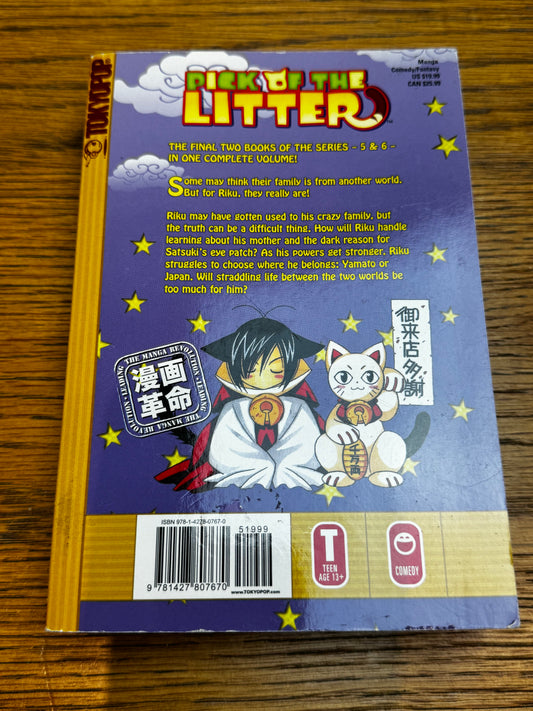 TOKYOPOP
Manga
Comedy/Fantasy
US $19.99
CAN $25.99
PICK OF THE
LITTER
TM
THE FINAL TWO BOOKS OF THE SERIES - 5 & 6 -
IN ONE COMPLETE VOLUME!
Some may think their family is from another world.
But for Riku, they really are!
Riku may have gotten used to his crazy family, but
the truth can be a difficult thing. How will Riku handle
learning about his mother and the dark reason for
Satsuki's eye patch? As his powers get stronger, Riku
struggles to choose where he belongs: Yamato or
Japan. Will straddling life between the two worlds be
too much for him?
御来店多謝
LEADING · THE MANGA REVOLUTION · LEADING · THE MANGA REVOLUTION ·
漫画
革命
千万両
ISBN 978-1-4278-0767-0
51999
9 781427 807670
www.TOKYOPOP.com
T
TEEN
AGE 13+
COMEDY